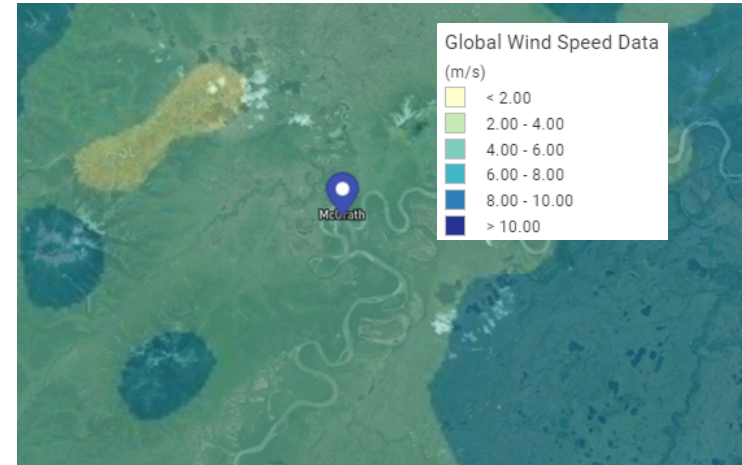 Global Wind Speed Data
(m/s)
< 2.00
2.00 - 4.00
4.00 - 6.00
6.00 - 8.00
8.00 - 10.00
> 10.00
McGrath